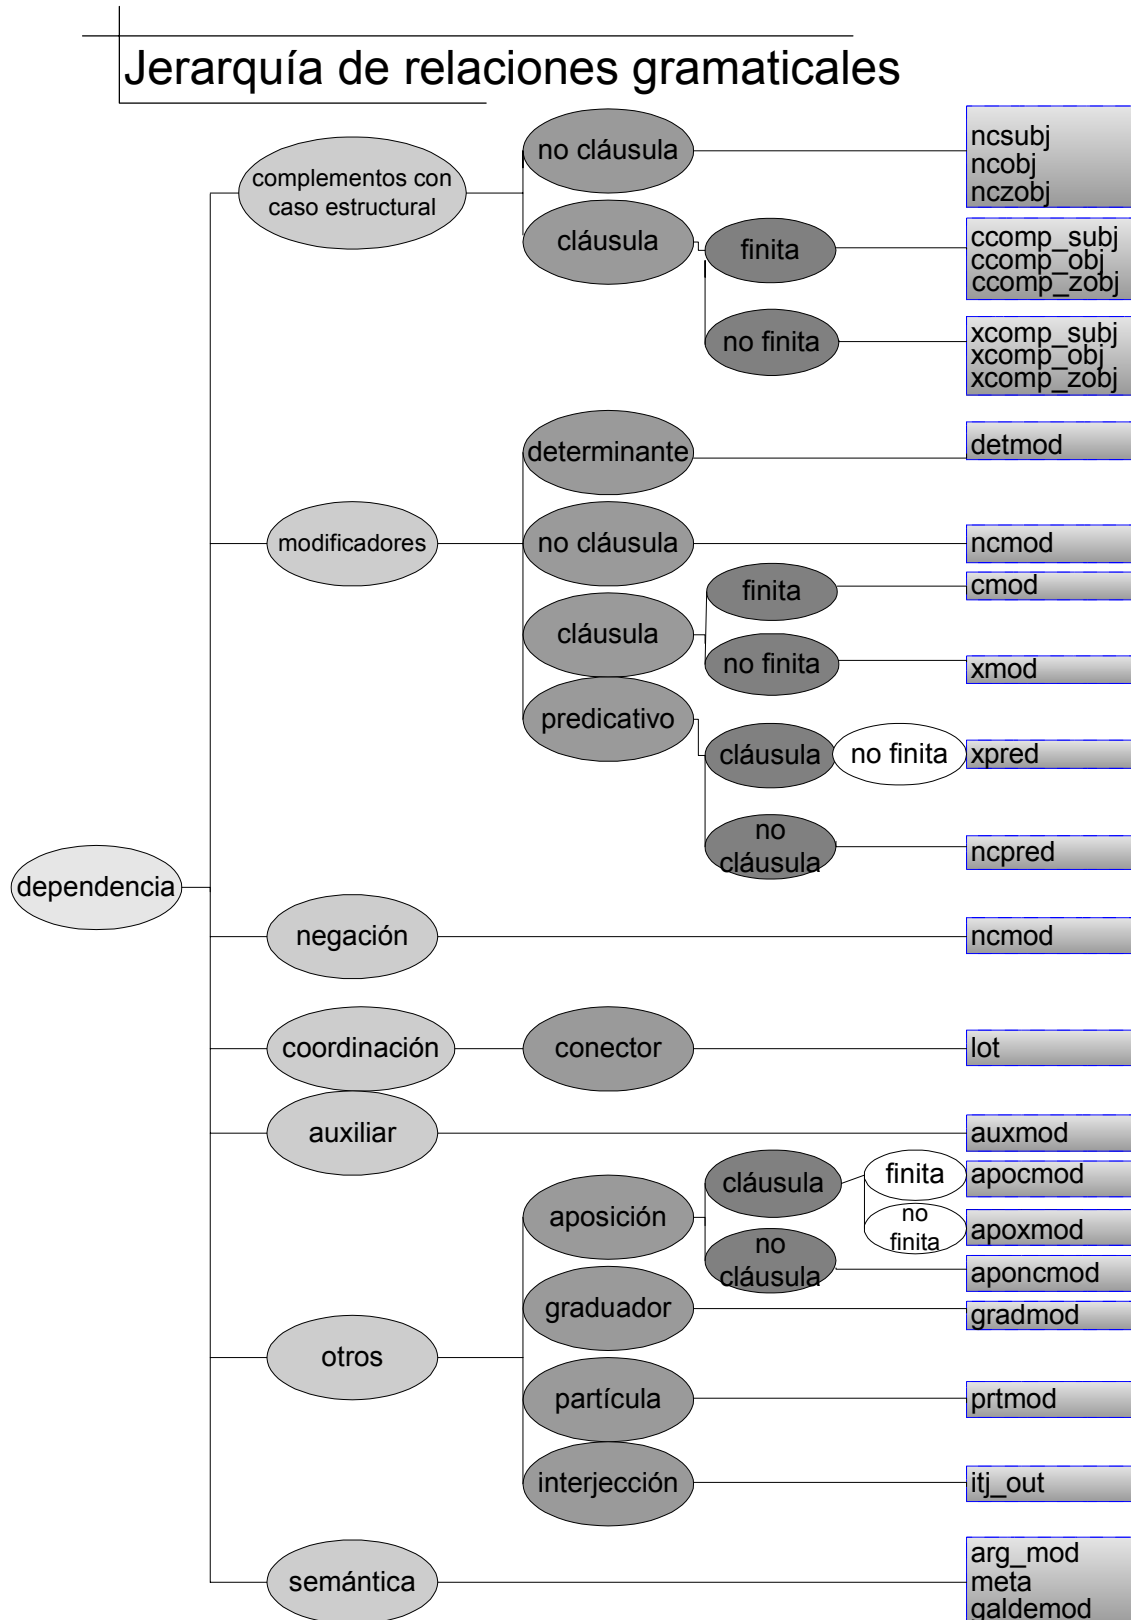 Jerarquía de relaciones gramaticales
complementos con
caso estructural
no cláusula
ncsubj
ncobj
nczobj
cláusula
finita
ccomp_subj
ccomp_obj
ccomp_zobj
no finita
xcomp_subj
xcomp_obj
xcomp_zobj
modificadores
determinante
detmod
no cláusula
ncmod
cláusula
finita
cmod
no finita
xmod
predicativo
cláusula
no finita
xpred
no
cláusula
ncpred
dependencia
negación
ncmod
coordinación
conector
lot
auxiliar
auxmod
otros
aposición
cláusula
finita
apocmod
no
finita
apoxmod
no
cláusula
aponcmod
graduador
gradmod
partícula
prtmod
interjección
itj_out
semántica
arg_mod
meta
galdemod